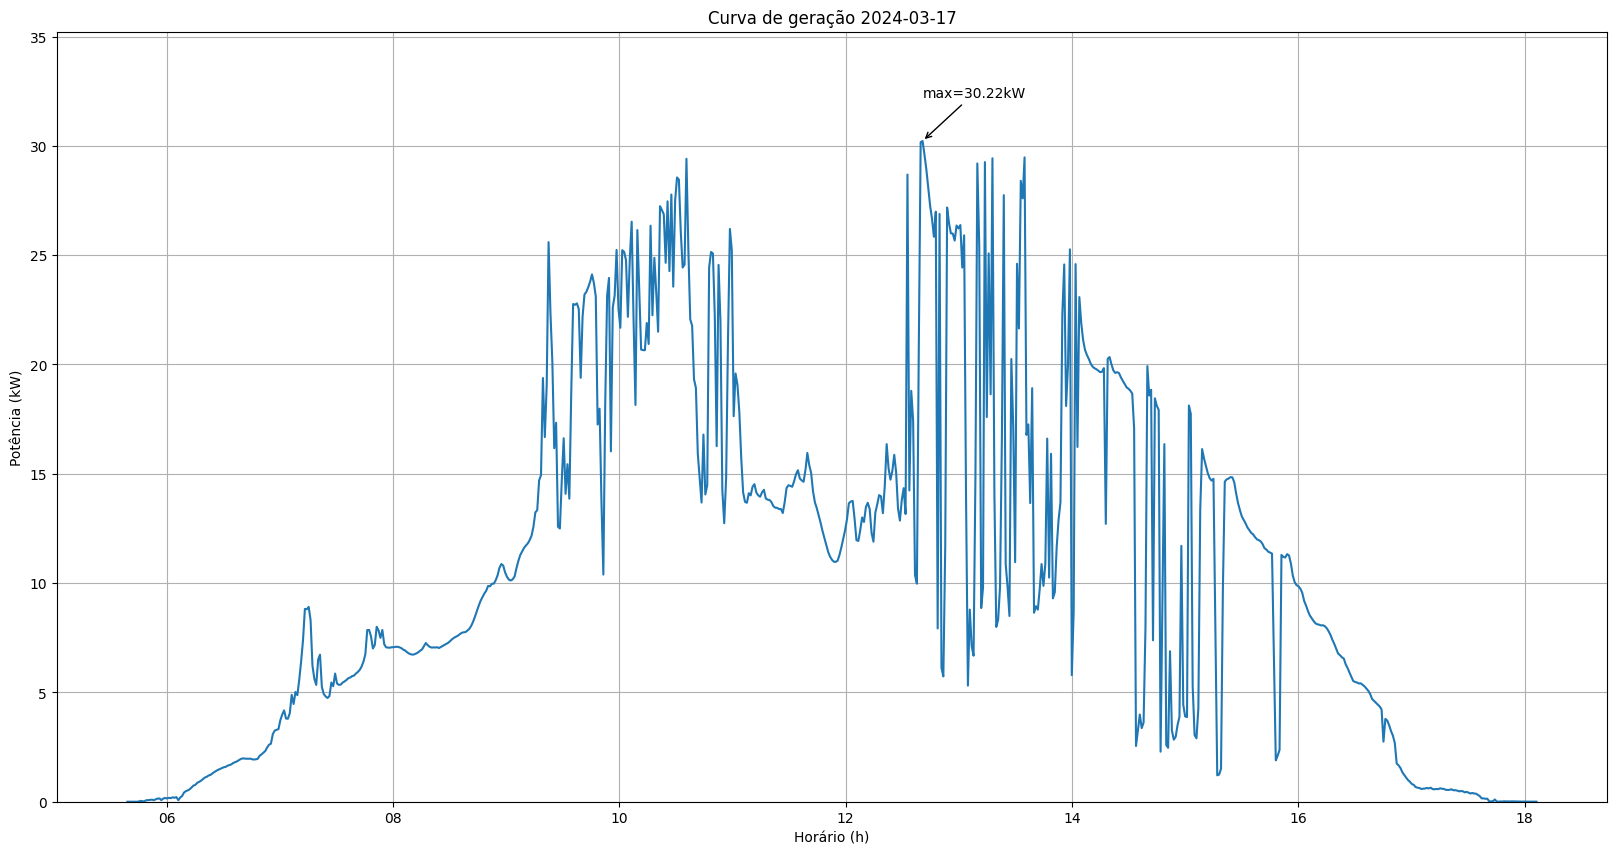 Curva de geração 2024-03-17
35
max=30.22kW
30
25
20
Potência (kW)
15
10
5
0
06 08 10 12 14 16 18
Horário (h)